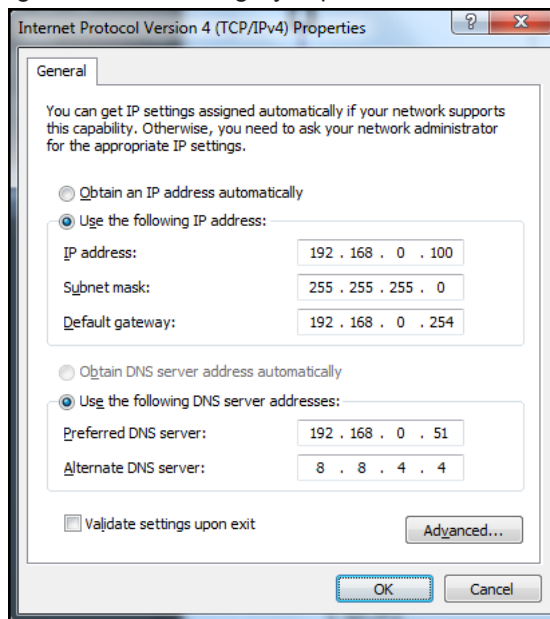 Internet Protocol Version 4 (TCP/IPv4) Properties
General
You can get IP settings assigned automatically if your network supports
this capability. Otherwise, you need to ask your network administrator
for the appropriate IP settings.
Obtain an IP address automatically
Use the following IP address:
IP address: 192 . 168 . 0 . 100
Subnet mask: 255 . 255 . 255 . 0
Default gateway: 192 . 168 . 0 . 254
Obtain DNS server address automatically
Use the following DNS server addresses:
Preferred DNS server: 192 . 168 . 0 . 51
Alternate DNS server: 8 . 8 . 4 . 4
Validate settings upon exit
Advanced...
OK Cancel